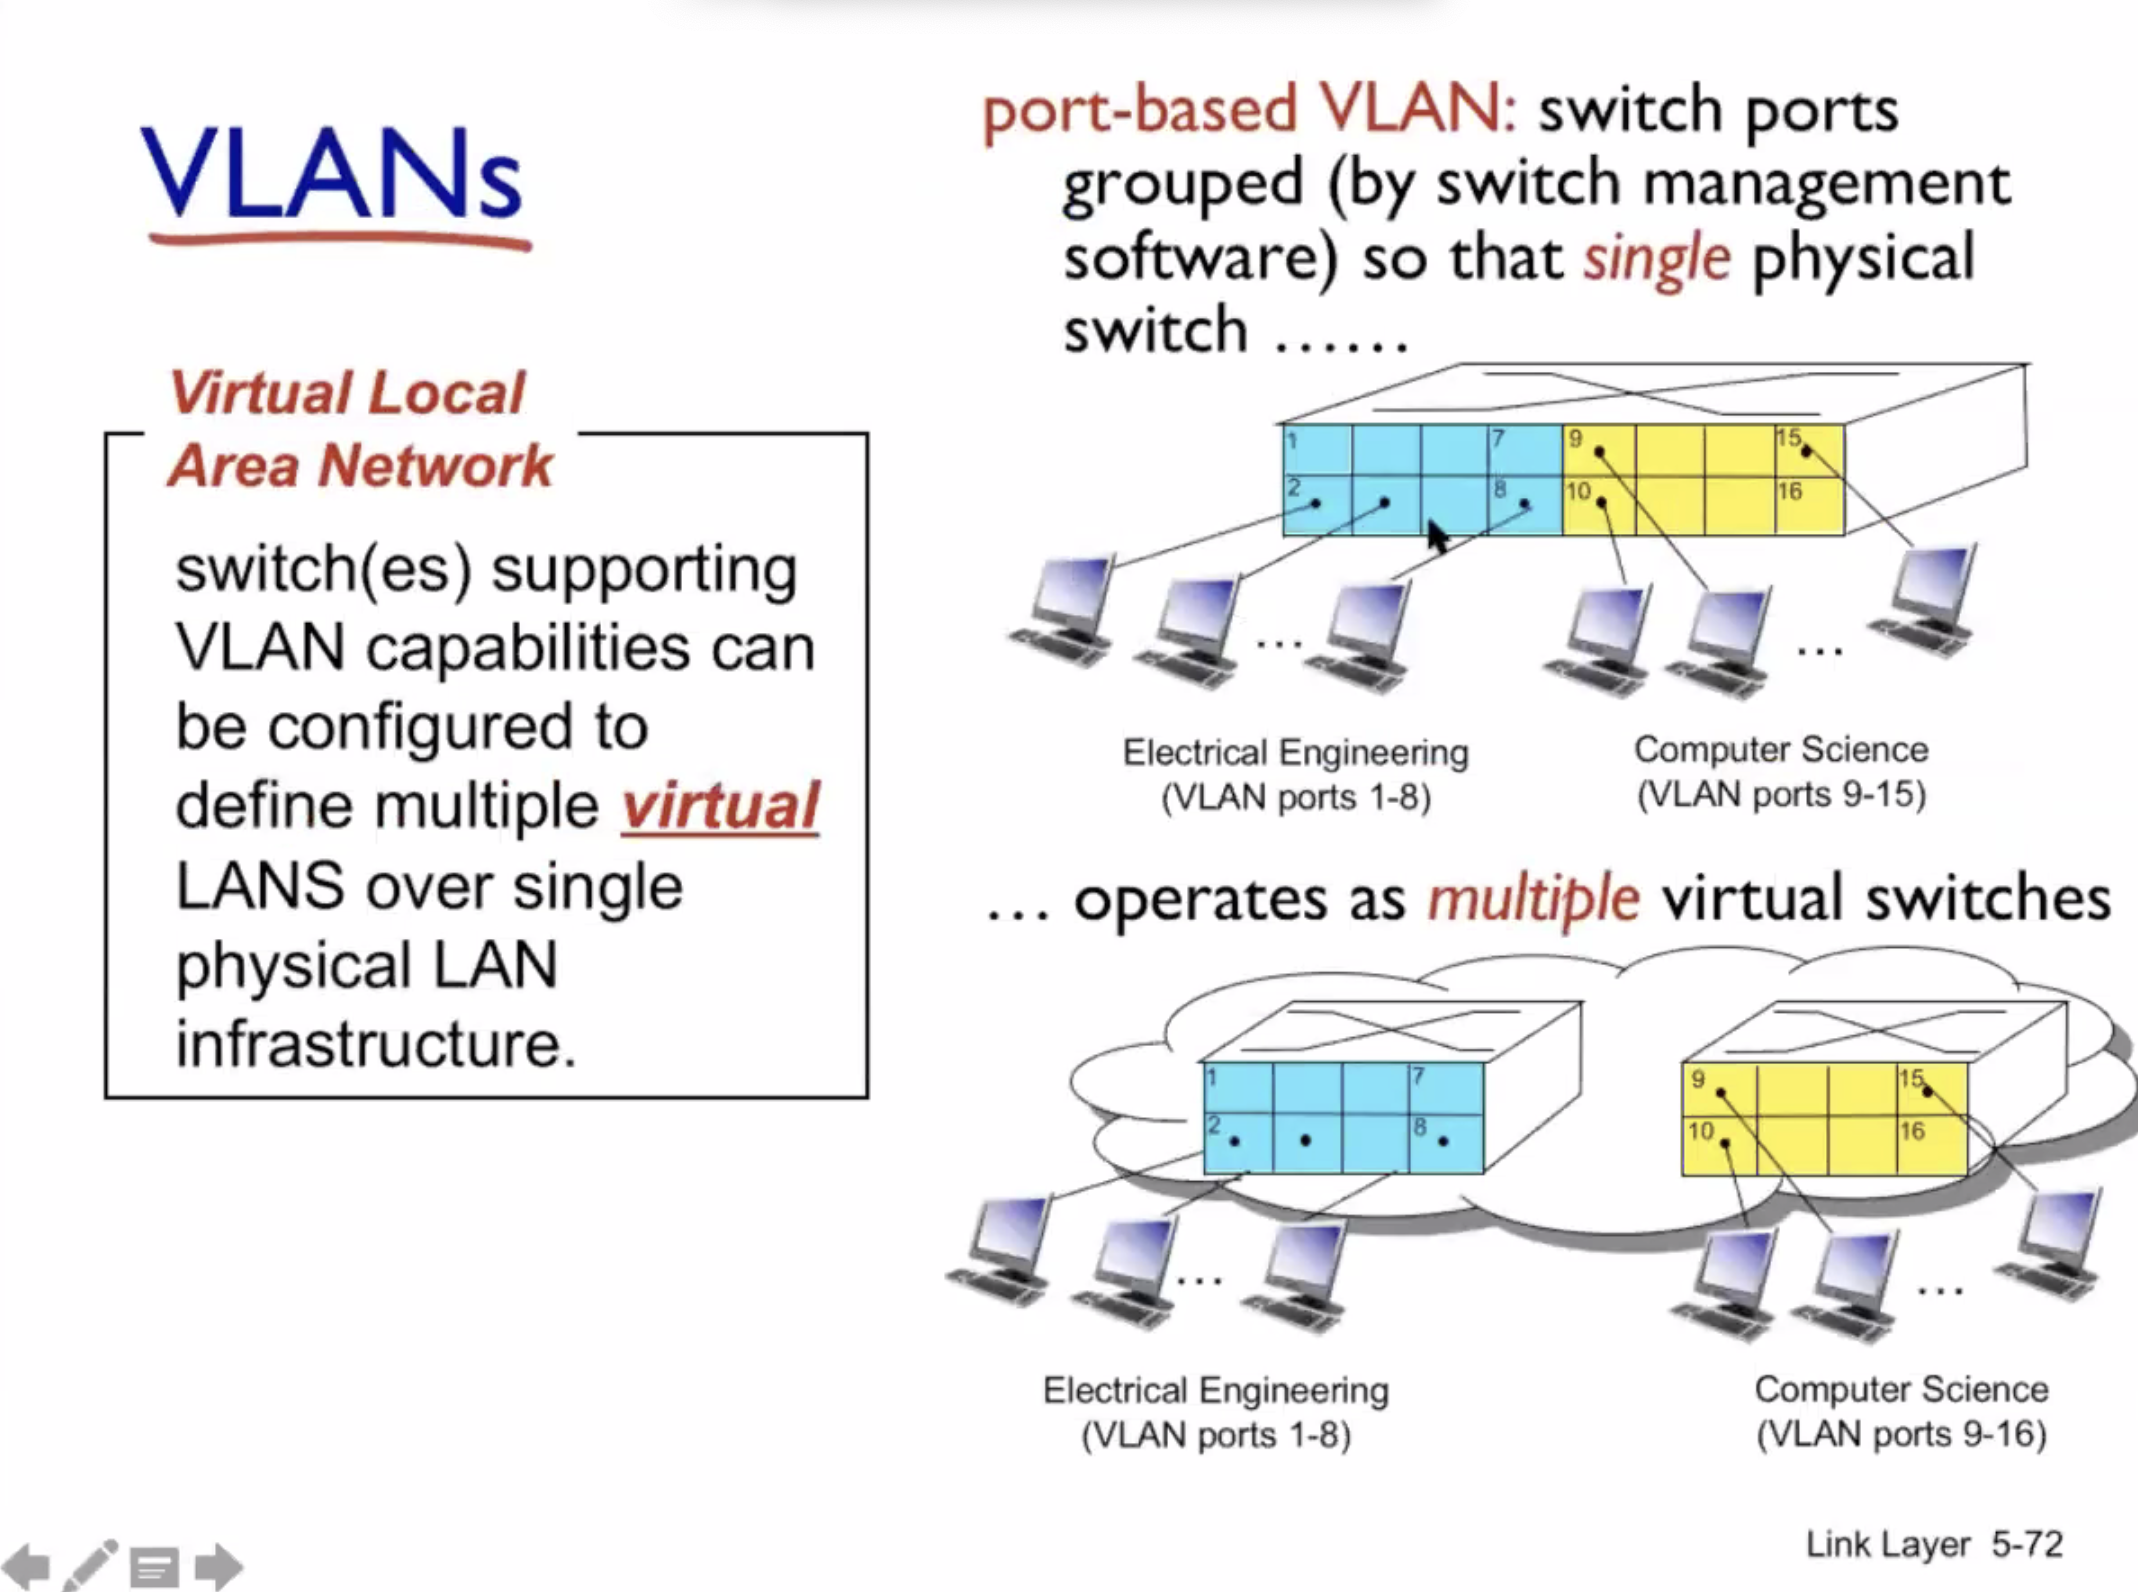 VLANs
Virtual Local
Area Network
switch(es) supporting
VLAN capabilities can
be configured to
define multiple virtual
LANS over single
physical LAN
infrastructure.
port-based VLAN: switch ports
grouped (by switch management
software) so that single physical
switch ……
1 7 9 15
2 8 10 16
…
…
Electrical Engineering
(VLAN ports 1-8)
Computer Science
(VLAN ports 9-15)
… operates as multiple virtual switches
1 7
2 8
9 15
10 16
…
…
Electrical Engineering
(VLAN ports 1-8)
Computer Science
(VLAN ports 9-16)
Link Layer 5-72